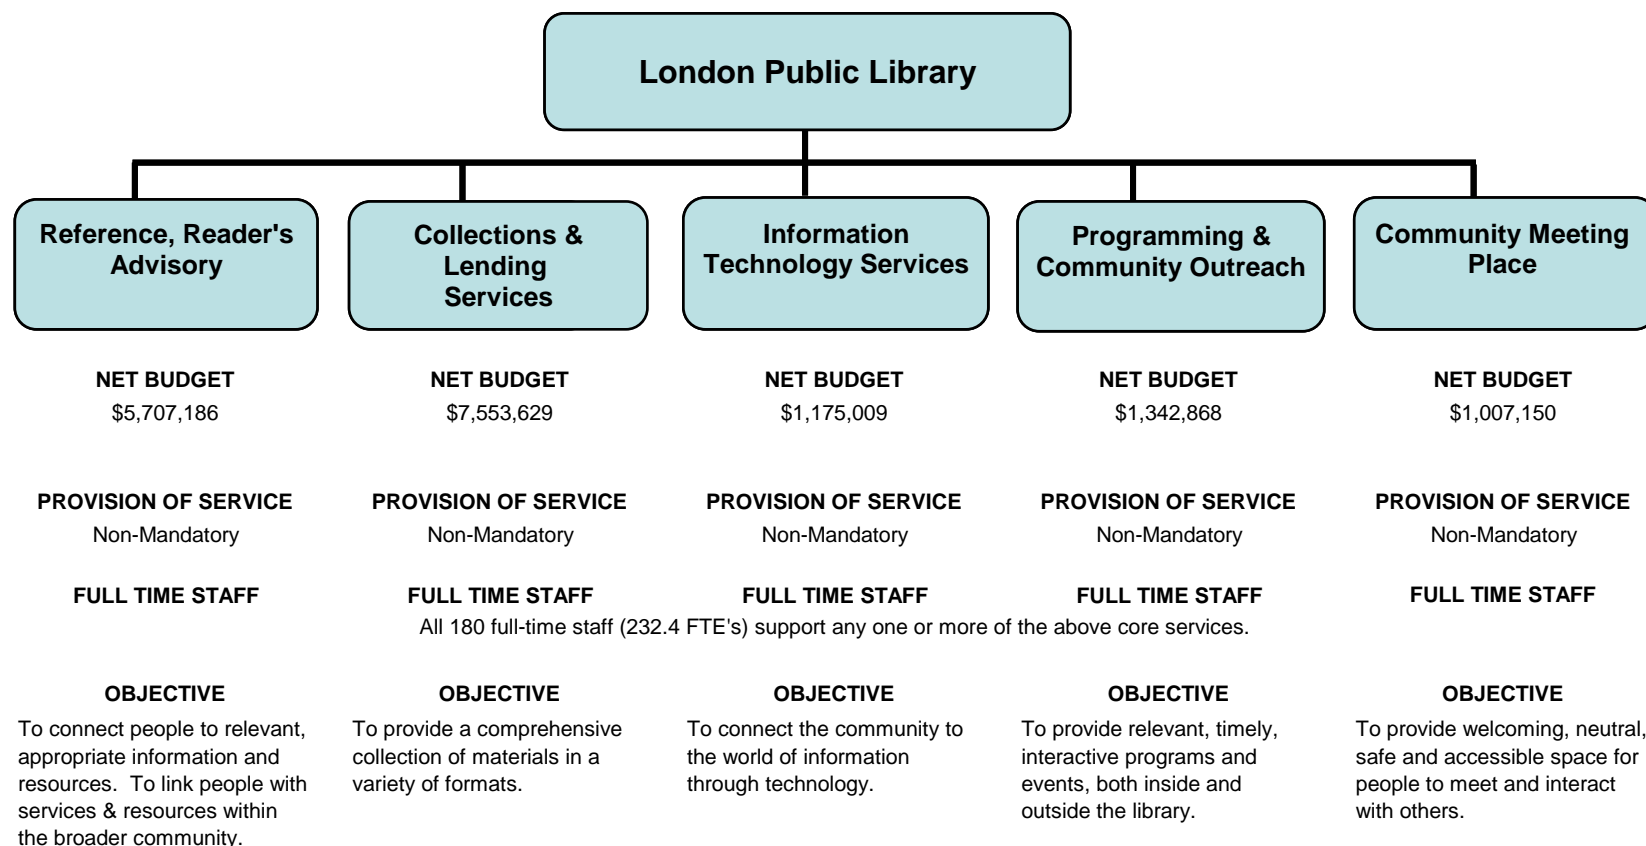 London Public Library
Reference, Reader's
Advisory
Collections &
Lending
Services
Information
Technology Services
Programming &
Community Outreach
Community Meeting
Place
NET BUDGET
$5,707,186
NET BUDGET
$7,553,629
NET BUDGET
$1,175,009
NET BUDGET
$1,342,868
NET BUDGET
$1,007,150
PROVISION OF SERVICE
Non-Mandatory
PROVISION OF SERVICE
Non-Mandatory
PROVISION OF SERVICE
Non-Mandatory
PROVISION OF SERVICE
Non-Mandatory
PROVISION OF SERVICE
Non-Mandatory
FULL TIME STAFF
FULL TIME STAFF
FULL TIME STAFF
FULL TIME STAFF
FULL TIME STAFF
All 180 full-time staff (232.4 FTE's) support any one or more of the above core services.
OBJECTIVE
To connect people to relevant,
appropriate information and
resources.  To link people with
services & resources within
the broader community.
OBJECTIVE
To provide a comprehensive
collection of materials in a
variety of formats.
OBJECTIVE
To connect the community to
the world of information
through technology.
OBJECTIVE
To provide relevant, timely,
interactive programs and
events, both inside and
outside the library.
OBJECTIVE
To provide welcoming, neutral,
safe and accessible space for
people to meet and interact
with others.